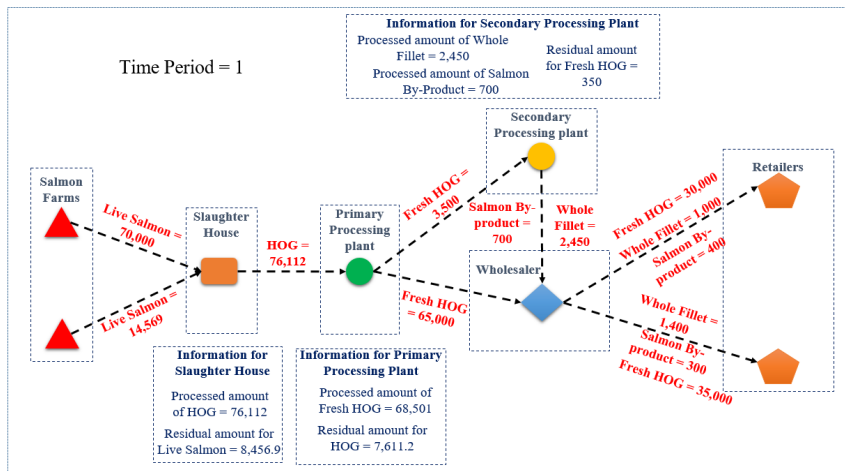 Information for Secondary Processing Plant
Processed amount of Whole
Fillet = 2,450
Processed amount of Salmon
By-Product = 700
Residual amount
for Fresh HOG =
350
Time Period = 1
Secondary
Processing plant
Retailers
Salmon
Farms
Slaughter
House
Primary
Processing
plant
Wholesaler
Live Salmon =
70,000
Live Salmon =
14,569
HOG =
76,112
Fresh HOG =
3,500
Fresh HOG
= 65,000
Salmon By-
product =
700
Whole
Fillet =
2,450
Fresh HOG = 30,000
Whole Fillet = 1,000
Salmon By-
product = 400
Whole Fillet =
1,400
Salmon By-
product = 300
Fresh HOG = 35,000
Information for
Slaughter House
Processed amount
of HOG = 76,112
Residual amount for
Live Salmon = 8,456.9
Information for Primary
Processing Plant
Processed amount of
Fresh HOG = 68,501
Residual amount for
HOG = 7,611.2